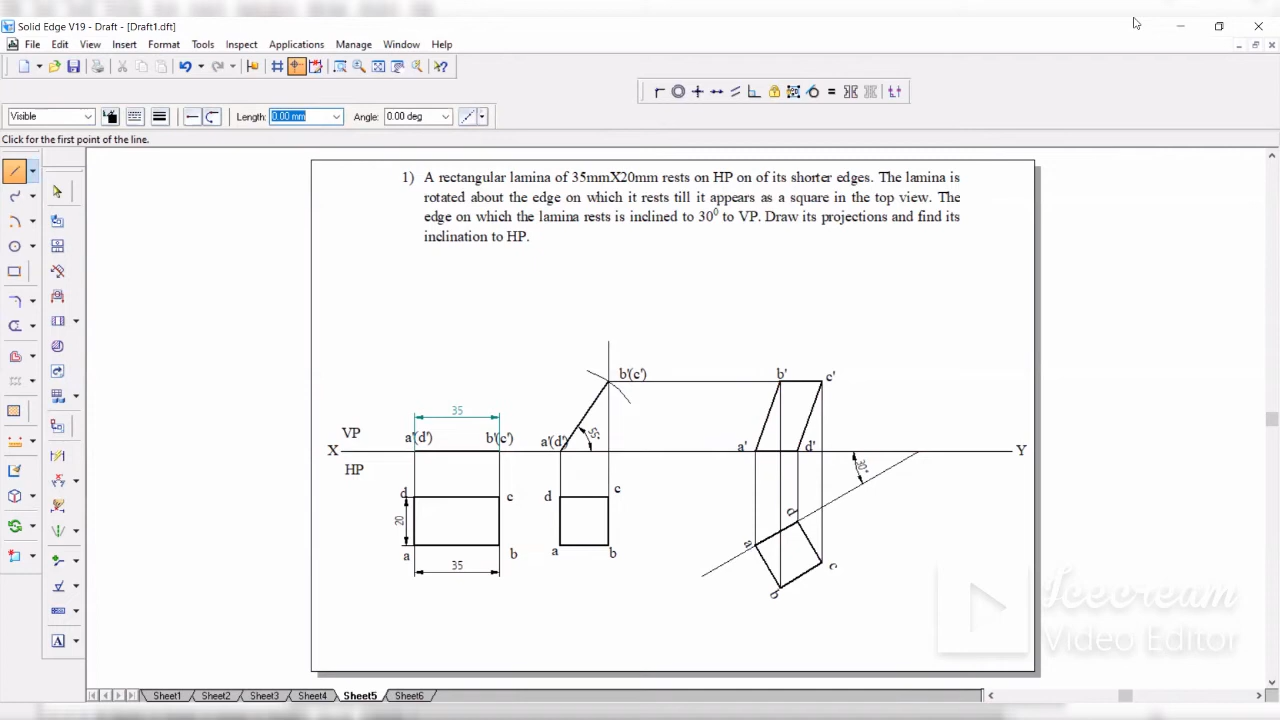 Solid Edge V19 - Draft - [Draft1.dft]
File Edit View Insert Format Tools Inspect Applications Manage Window Help
Visible Length: 0.00 mm Angle: 0.00 deg
Click for the first point of the line.
1) A rectangular lamina of 35mmX20mm rests on HP on of its shorter edges. The lamina is
rotated about the edge on which it rests till it appears as a square in the top view. The
edge on which the lamina rests is inclined to 30⁰ to VP. Draw its projections and find its
inclination to HP.
b'(c') b' c'
35
VP a'(d') b'(c') a'(d') 55° a' d'
X Y
HP 30°
d c d c d
20
a b a b a c
35 b
Icecream
Video Editor
Sheet1 Sheet2 Sheet3 Sheet4 Sheet5 Sheet6